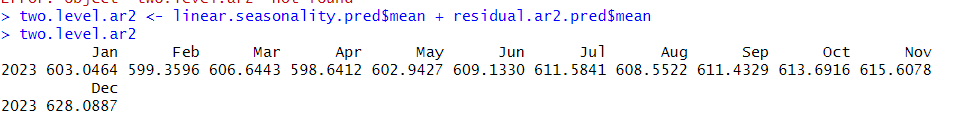 Error: object 'two.level.ar2' not found
> two.level.ar2 <- linear.seasonality.pred$mean + residual.ar2.pred$mean
> two.level.ar2
Jan Feb Mar Apr May Jun Jul Aug Sep Oct Nov
2023 603.0464 599.3596 606.6443 598.6412 602.9427 609.1330 611.5841 608.5522 611.4329 613.6916 615.6078
Dec
2023 628.0887